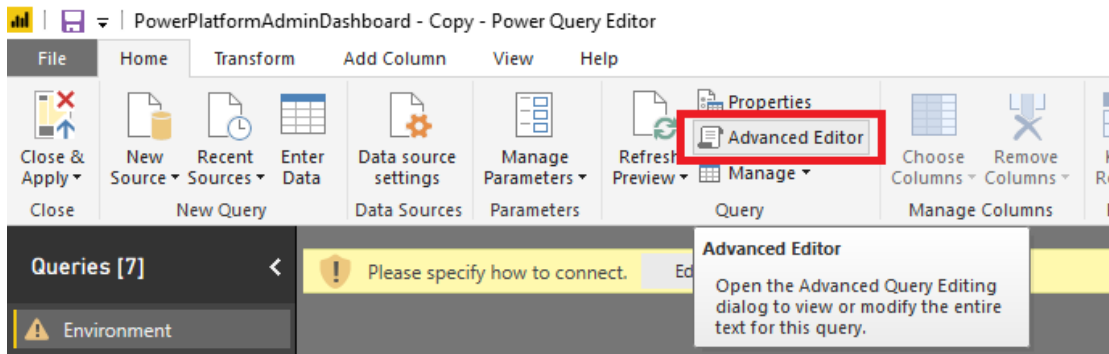 PowerPlatformAdminDashboard - Copy - Power Query Editor
File Home Transform Add Column View Help
Properties
Advanced Editor
Close & New Recent Enter Data source Manage Refresh Choose Remove
Apply Source Sources Data settings Parameters Preview Manage Columns Columns
Close New Query Data Sources Parameters Query Manage Columns
Queries [7]
Please specify how to connect. Ed
Advanced Editor
Open the Advanced Query Editing
dialog to view or modify the entire
text for this query.
Environment